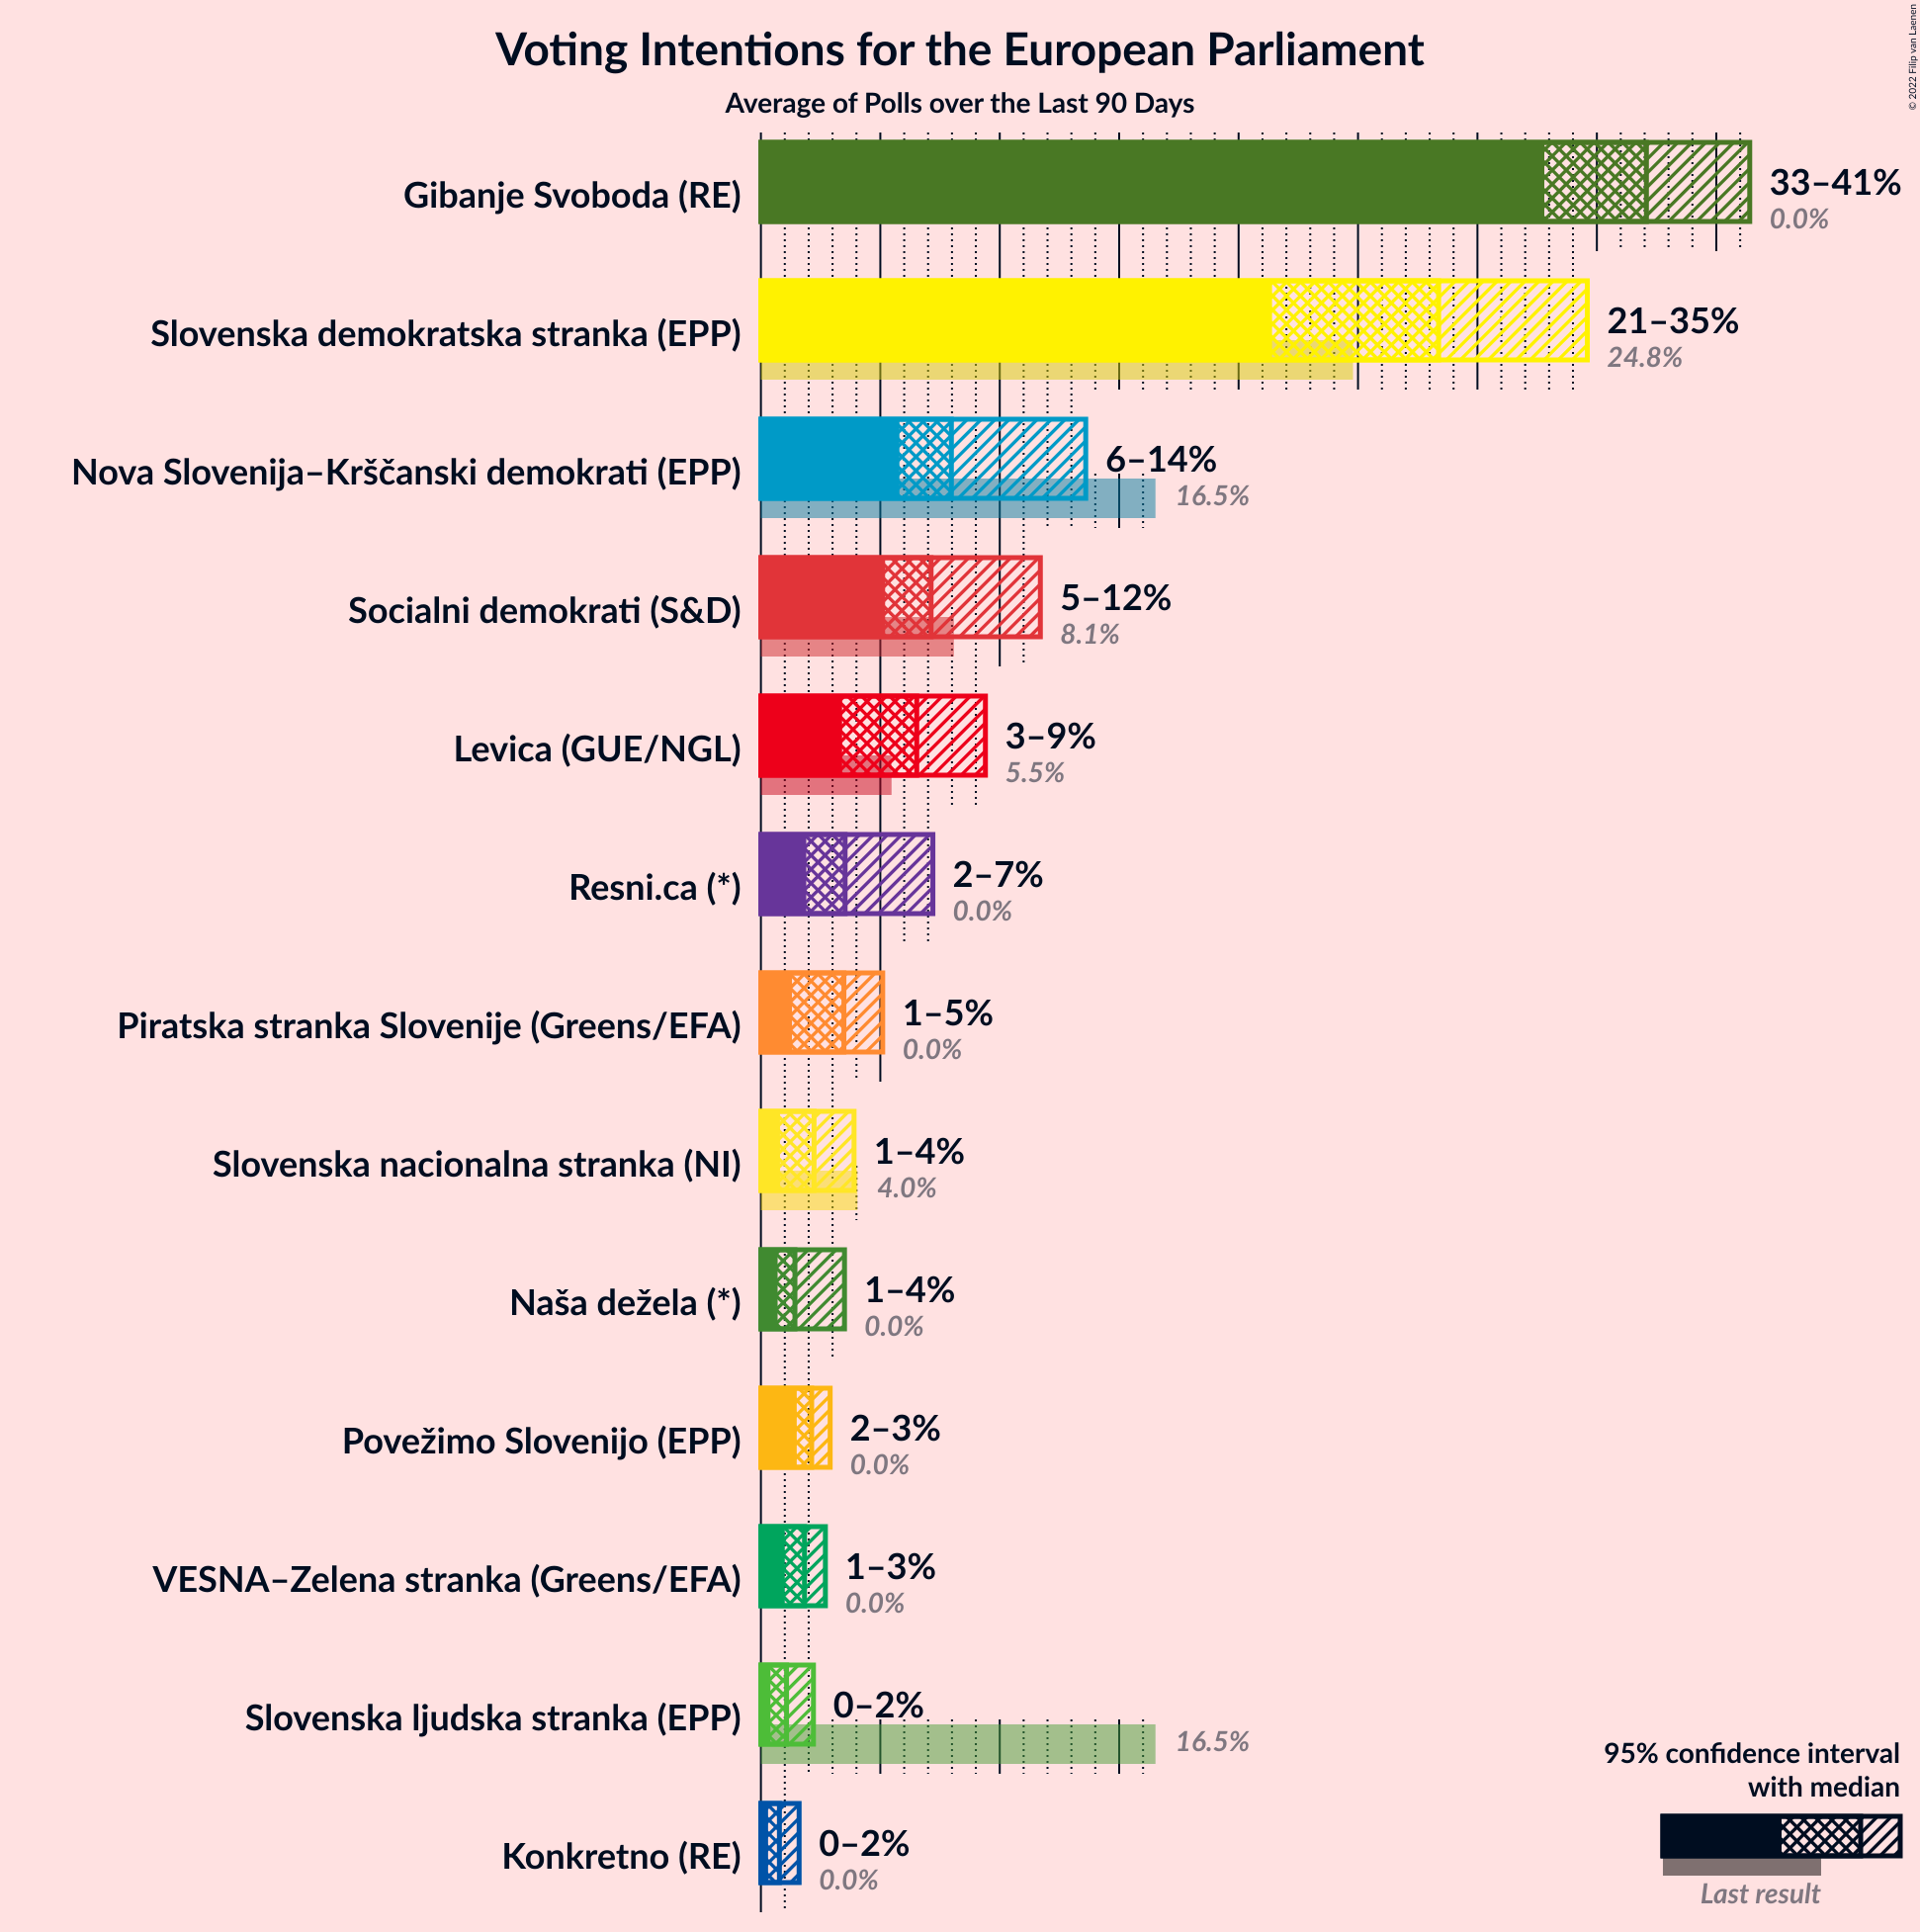 Voting Intentions for the European Parliament
Average of Polls over the Last 90 Days
© 2022 Filip van Laenen
Gibanje Svoboda (RE)
33–41%
0.0%
Slovenska demokratska stranka (EPP)
21–35%
24.8%
Nova Slovenija–Krščanski demokrati (EPP)
6–14%
16.5%
Socialni demokrati (S&D)
5–12%
8.1%
Levica (GUE/NGL)
3–9%
5.5%
Resni.ca (*)
2–7%
0.0%
Piratska stranka Slovenije (Greens/EFA)
1–5%
0.0%
Slovenska nacionalna stranka (NI)
1–4%
4.0%
Naša dežela (*)
1–4%
0.0%
Povežimo Slovenijo (EPP)
2–3%
0.0%
VESNA–Zelena stranka (Greens/EFA)
1–3%
0.0%
Slovenska ljudska stranka (EPP)
0–2%
16.5%
Konkretno (RE)
0–2%
0.0%
95% confidence interval
with median
Last result